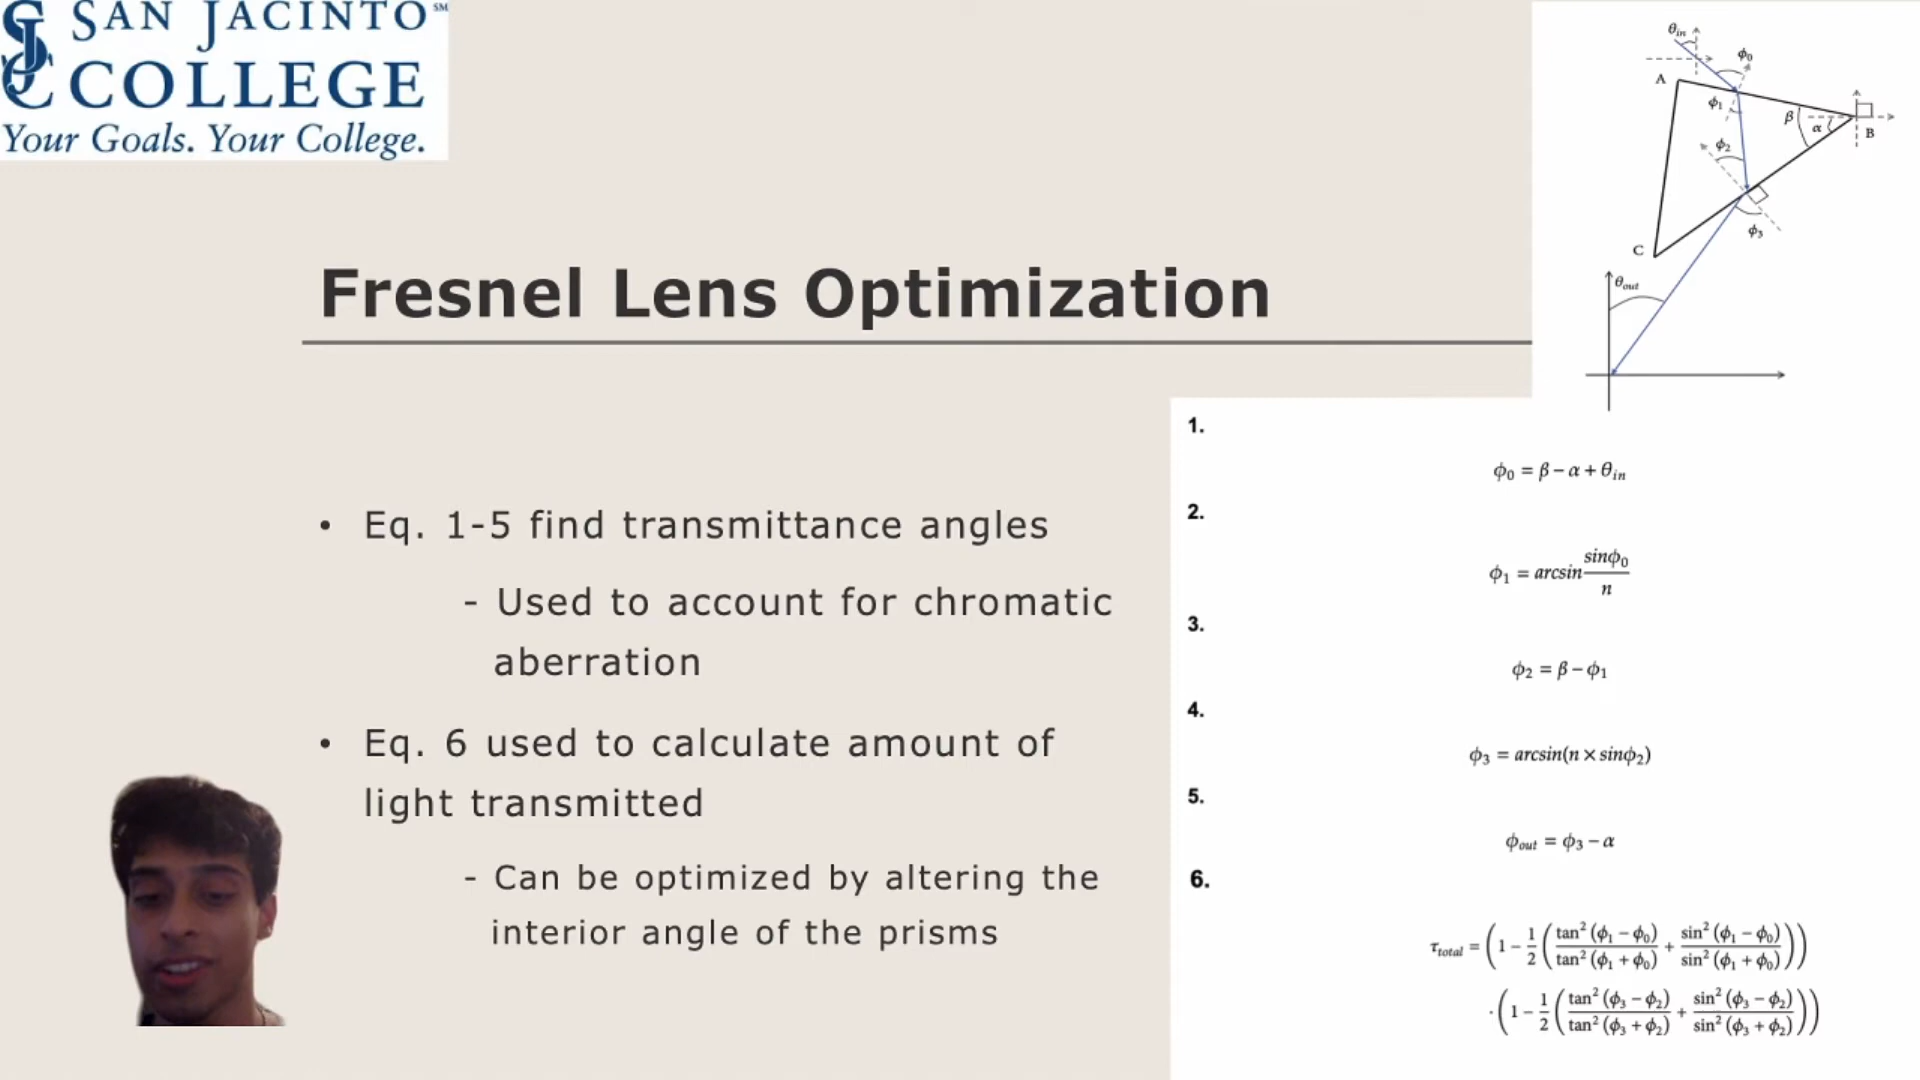 SAN JACINTO℠
COLLEGE
Your Goals. Your College.
θin
ϕ0
A
ϕ1
β
α
B
ϕ2
ϕ3
C
θout
Fresnel Lens Optimization
• Eq. 1-5 find transmittance angles
- Used to account for chromatic
aberration
• Eq. 6 used to calculate amount of
light transmitted
- Can be optimized by altering the
interior angle of the prisms
1.
ϕ0 = β − α + θin
2.
ϕ1 = arcsin sinϕ0 / n
3.
ϕ2 = β − ϕ1
4.
ϕ3 = arcsin(n × sinϕ2)
5.
ϕout = ϕ3 − α
6.
τtotal = (1 − 1/2 (tan² (ϕ1 − ϕ0) / tan² (ϕ1 + ϕ0) + sin² (ϕ1 − ϕ0) / sin² (ϕ1 + ϕ0)))
· (1 − 1/2 (tan² (ϕ3 − ϕ2) / tan² (ϕ3 + ϕ2) + sin² (ϕ3 − ϕ2) / sin² (ϕ3 + ϕ2)))